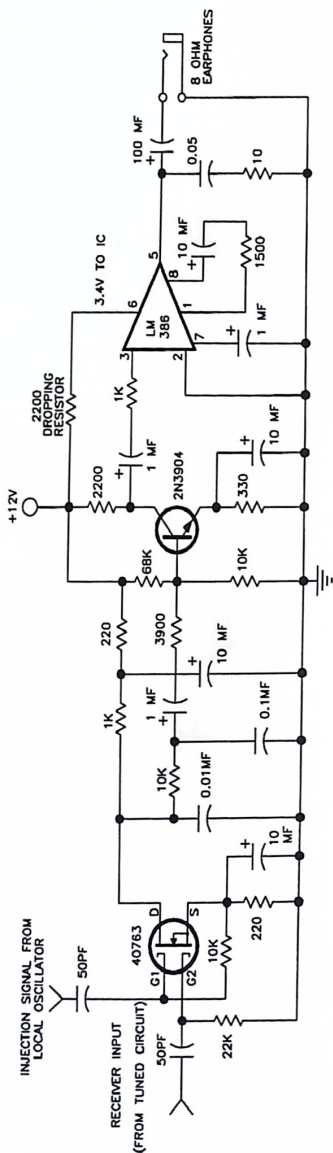 INJECTION SIGNAL FROM
LOCAL OSCILLATOR
50PF
RECEIVER INPUT
(FROM TUNED CIRCUIT)
50PF
22K
40763
G1
G2
D
S
10K
220
10
MF
+
0.01MF
10K
1K
220
1 MF
+
0.1MF
10 MF
+
3900
68K
10K
+12V
2200
2N3904
330
10 MF
+
1 MF
+
1K
2200
DROPPING
RESISTOR
3.4V TO IC
LM
386
3
2
6
7
1
8
5
1 MF
+
10 MF
+
1500
100 MF
+
0.05
10
8 OHM
EARPHONES